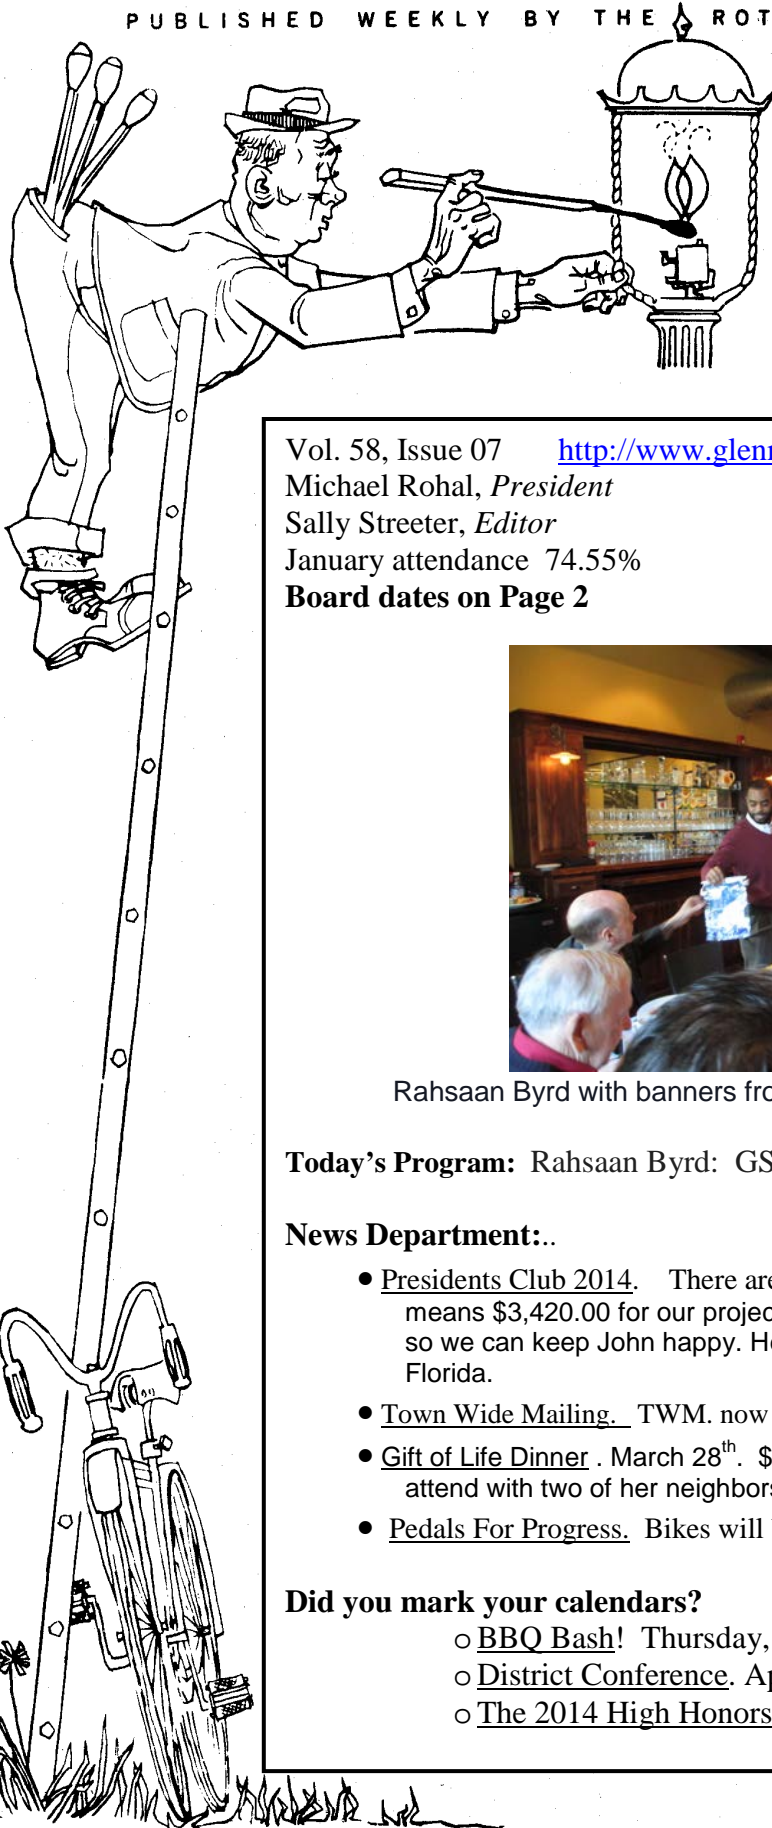 PUBLISHED WEEKLY BY THE ROT
Vol. 58, Issue 07 http://www.glenr
Michael Rohal, President
Sally Streeter, Editor
January attendance 74.55%
Board dates on Page 2
Rahsaan Byrd with banners fro
Today's Program: Rahsaan Byrd: GS
News Department:..
• Presidents Club 2014. There are
means $3,420.00 for our projec
so we can keep John happy. He
Florida.
• Town Wide Mailing. TWM. now
• Gift of Life Dinner . March 28th. $
attend with two of her neighbors
• Pedals For Progress. Bikes will
Did you mark your calendars?
o BBQ Bash! Thursday,
o District Conference. Ap
o The 2014 High Honors